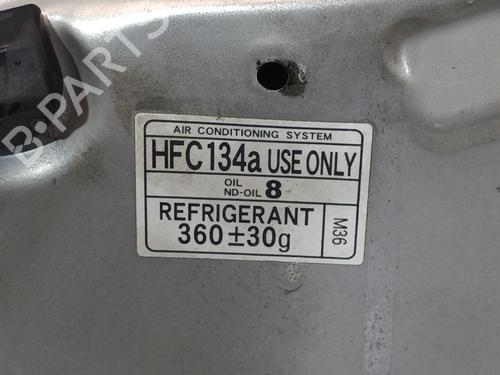 B-PARTS
AIR CONDITIONING SYSTEM
HFC134a USE ONLY
OIL
ND-OIL 8
REFRIGERANT
360±30g
M36